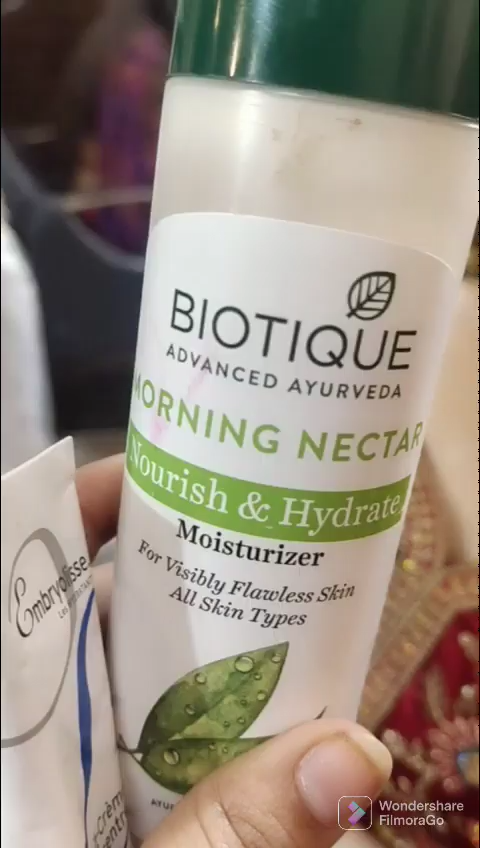 BIOTIQUE
ADVANCED AYURVEDA
MORNING NECTAR
Nourish & Hydrate
Moisturizer
For Visibly Flawless Skin
All Skin Types
Embryolisse
Wondershare
FilmoraGo